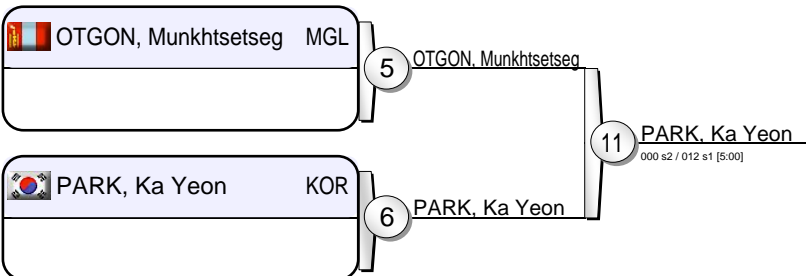 OTGON, Munkhtsetseg MGL
5
OTGON, Munkhtsetseg
11
PARK, Ka Yeon
000 s2 / 012 s1 [5:00]
PARK, Ka Yeon KOR
6
PARK, Ka Yeon